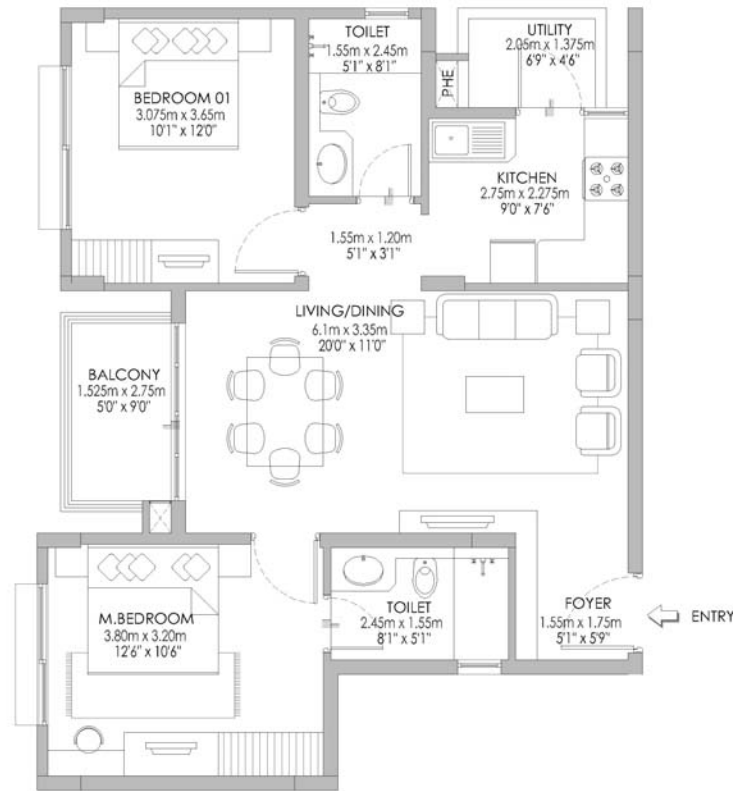 TOILET
1.55m x 2.45m
5'1" x 8'1"
UTILITY
2.05m x 1.375m
6'9" x 4'6"
PHE
BEDROOM 01
3.075m x 3.65m
10'1" x 12'0"
KITCHEN
2.75m x 2.275m
9'0" x 7'6"
1.55m x 1.20m
5'1" x 3'1"
LIVING/DINING
6.1m x 3.35m
20'0" x 11'0"
BALCONY
1.525m x 2.75m
5'0" x 9'0"
M.BEDROOM
3.80m x 3.20m
12'6" x 10'6"
TOILET
2.45m x 1.55m
8'1" x 5'1"
FOYER
1.55m x 1.75m
5'1" x 5'9"
ENTRY